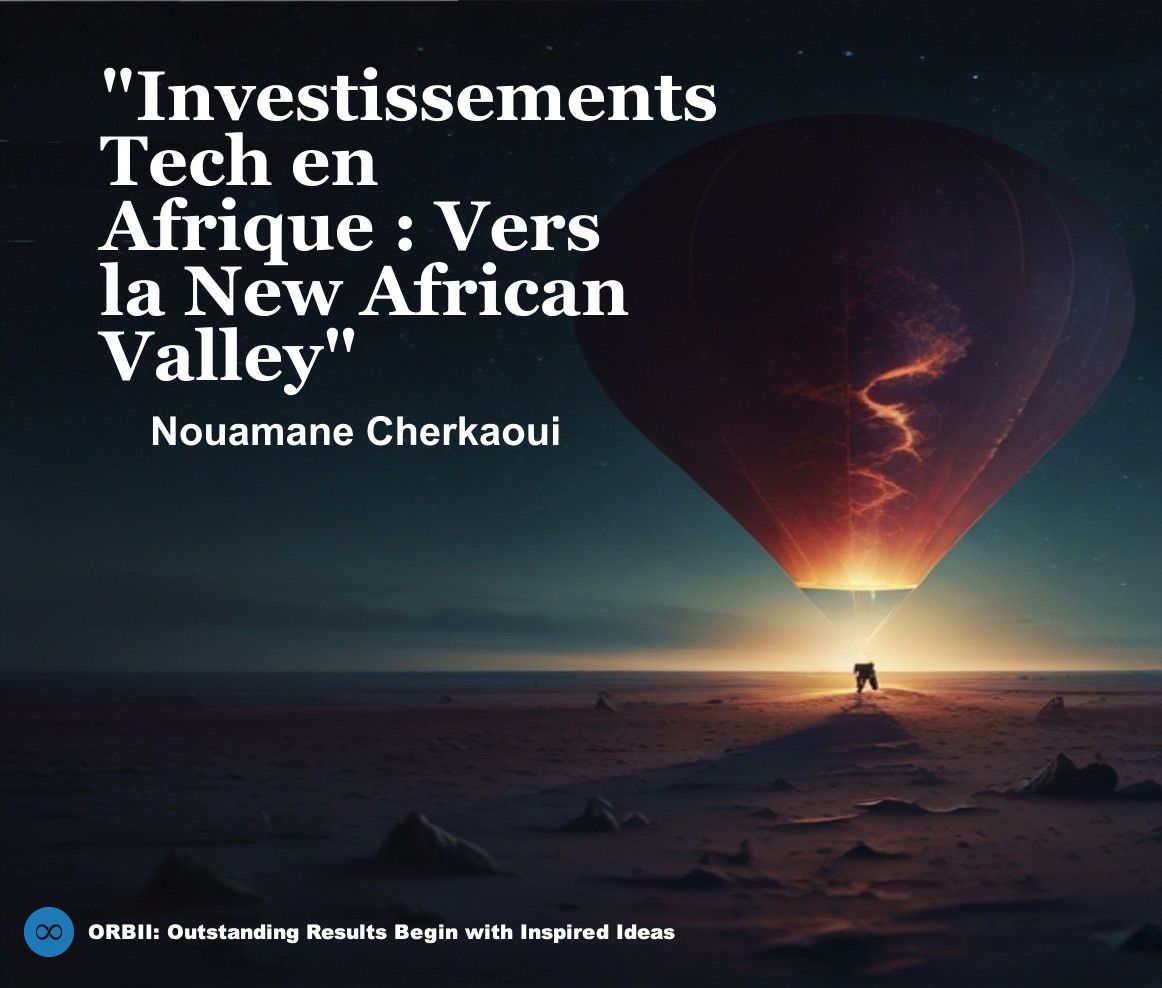 "Investissements
Tech en
Afrique : Vers
la New African
Valley"
Nouamane Cherkaoui
ORBII: Outstanding Results Begin with Inspired Ideas